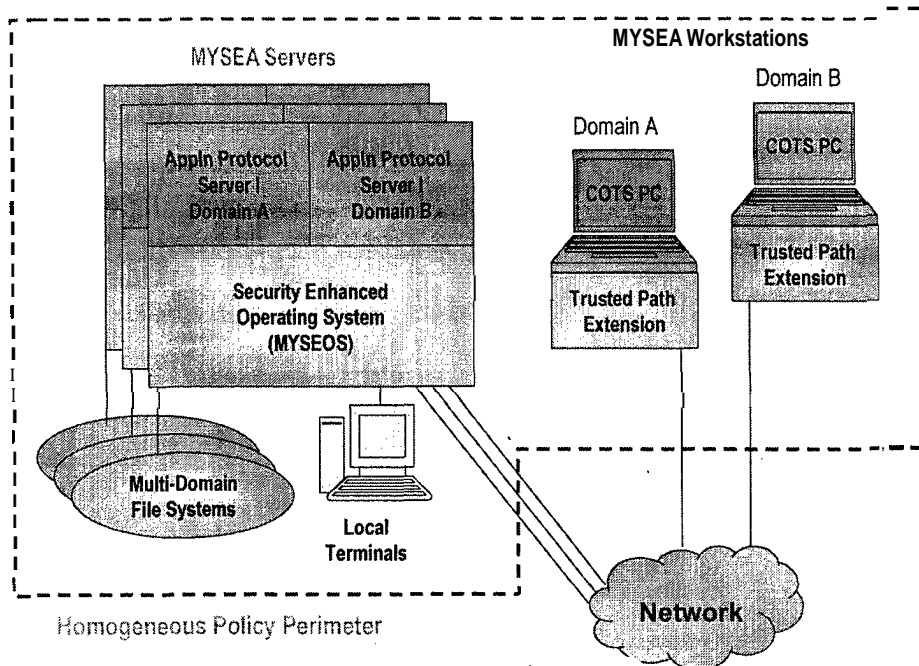 MYSEA Servers
MYSEA Workstations
Domain B
Domain A
COTS PC
COTS PC
Appln Protocol
Server I
Domain A
Appln Protocol
Server I
Domain B
Trusted Path
Extension
Trusted Path
Extension
Security Enhanced
Operating System
(MYSEOS)
Multi-Domain
File Systems
Local
Terminals
Network
Homogeneous Policy Perimeter